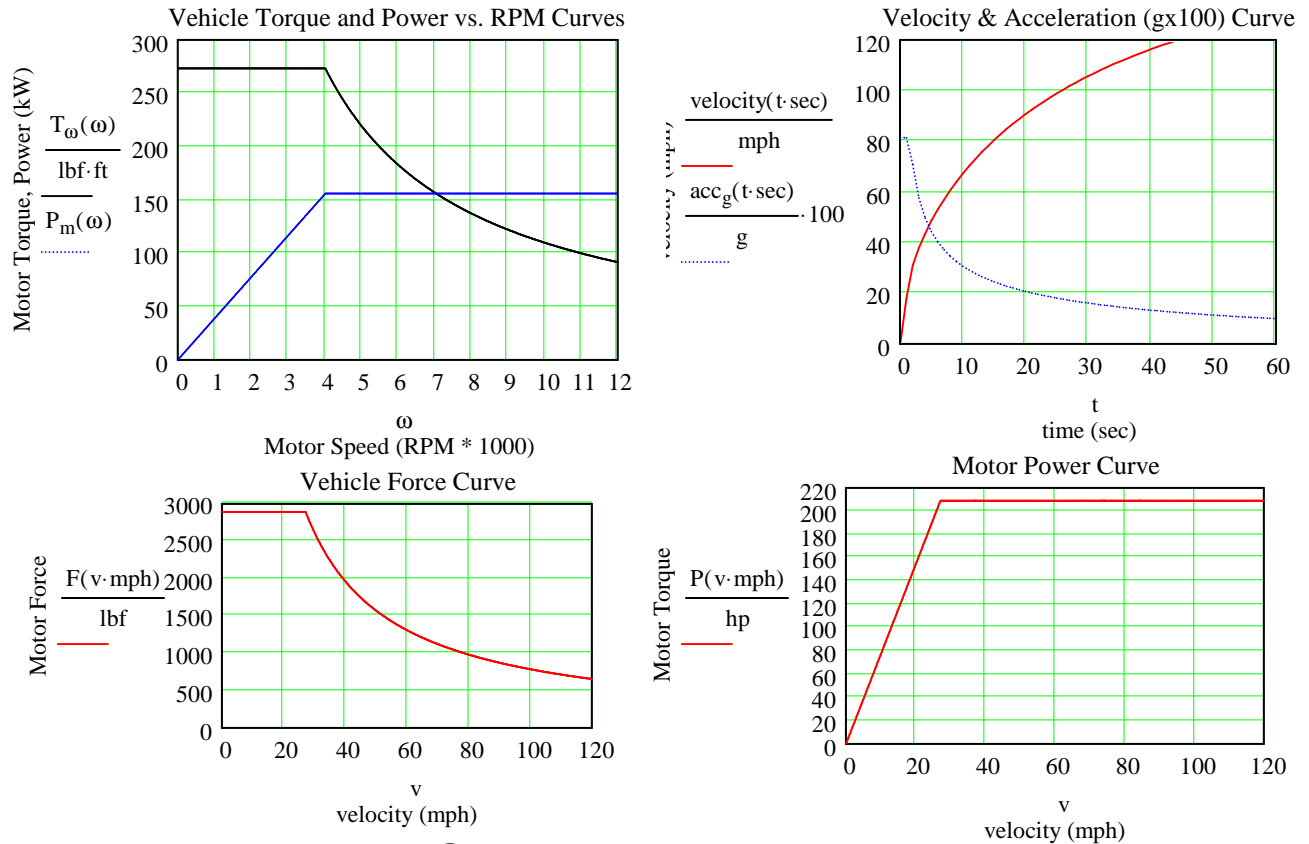 Vehicle Torque and Power vs. RPM Curves
Motor Torque, Power (kW)
T_ω(ω)
lbf·ft
P_m(ω)
300
250
200
150
100
50
0
0 1 2 3 4 5 6 7 8 9 10 11 12
ω
Motor Speed (RPM * 1000)
Velocity & Acceleration (gx100) Curve
(mph)
velocity(t·sec)
mph
acc_g(t·sec)
g
·100
120
100
80
60
40
20
0
0 10 20 30 40 50 60
t
time (sec)
Vehicle Force Curve
Motor Force
F(v·mph)
lbf
3000
2500
2000
1500
1000
500
0
0 20 40 60 80 100 120
v
velocity (mph)
Motor Power Curve
Motor Torque
P(v·mph)
hp
220
200
180
160
140
120
100
80
60
40
20
0
0 20 40 60 80 100 120
v
velocity (mph)